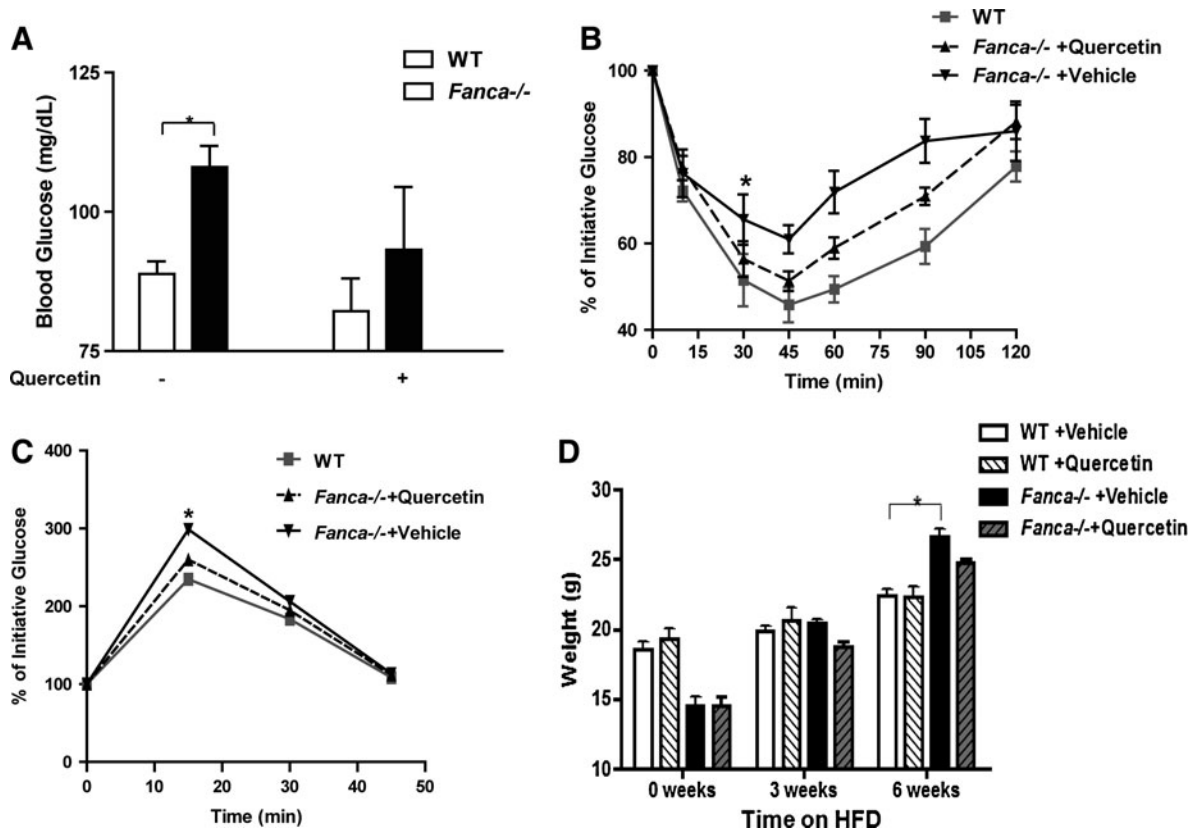 A
WT
Fanca-/-
125
100
75
Blood Glucose (mg/dL)
*
Quercetin
-
+
B
WT
Fanca-/- +Quercetin
Fanca-/- +Vehicle
100
80
60
40
% of Initiative Glucose
*
0 15 30 45 60 75 90 105 120
Time (min)
C
WT
Fanca-/-+Quercetin
Fanca-/-+Vehicle
400
300
200
100
0
% of Initiative Glucose
*
0 10 20 30 40 50
Time (min)
D
WT +Vehicle
WT +Quercetin
Fanca-/- +Vehicle
Fanca-/-+Quercetin
30
25
20
15
10
Weight (g)
*
0 weeks 3 weeks 6 weeks
Time on HFD